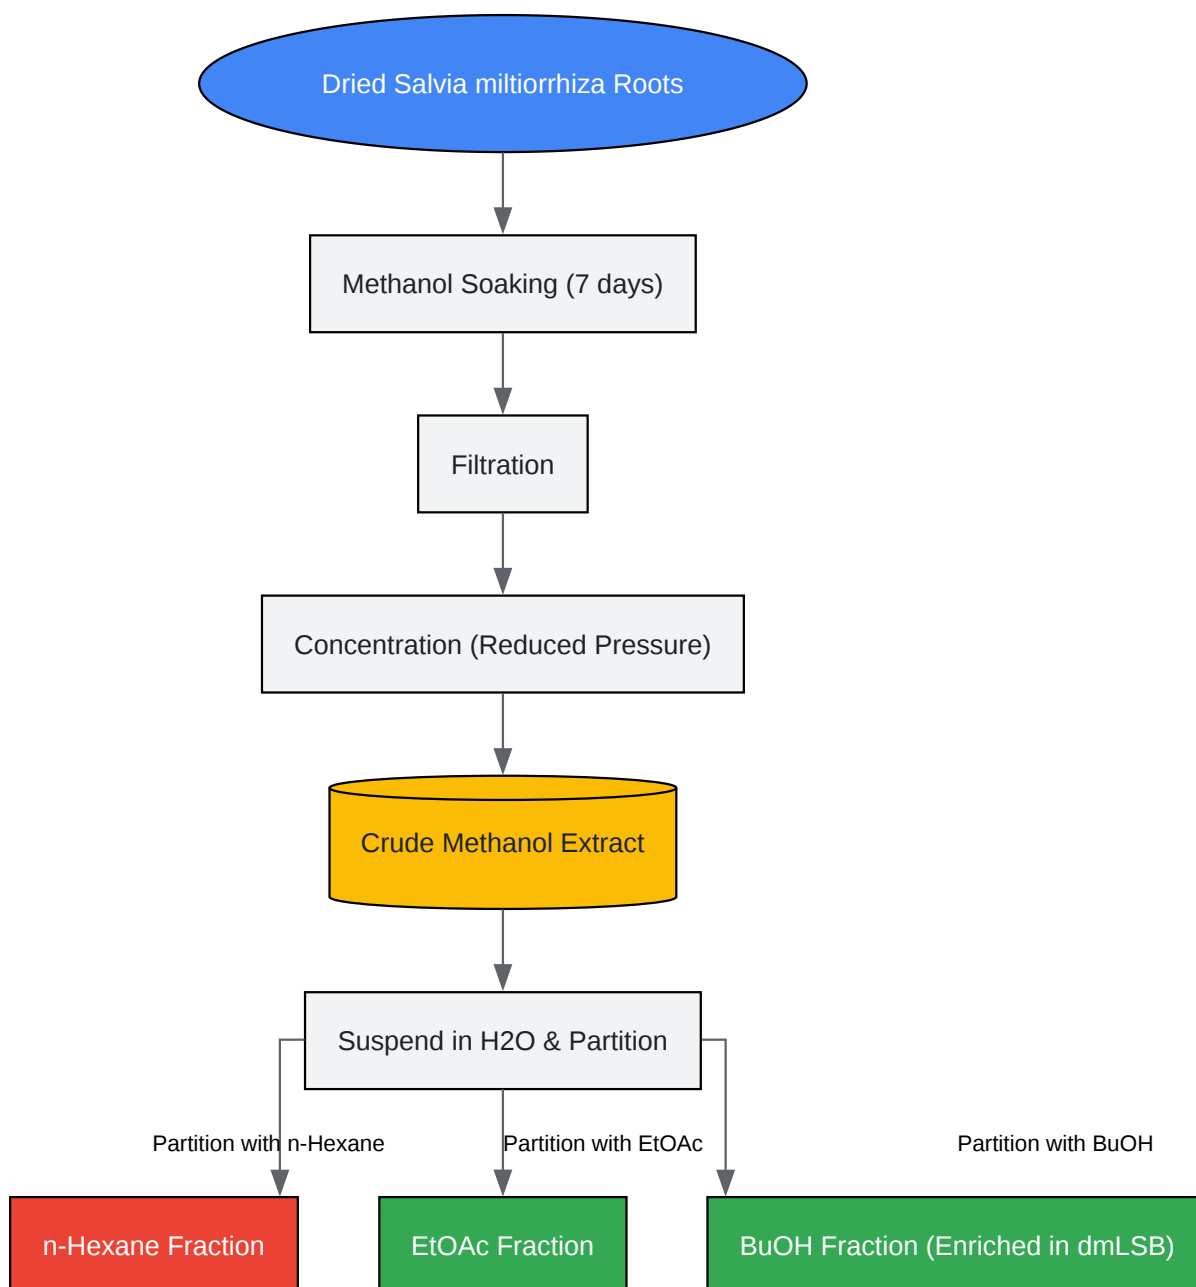 Dried Salvia miltiorrhiza Roots
Methanol Soaking (7 days)
Filtration
Concentration (Reduced Pressure)
Crude Methanol Extract
Suspend in H2O & Partition
Partition with n-Hexane
Partition with EtOAc
Partition with BuOH
n-Hexane Fraction
EtOAc Fraction
BuOH Fraction (Enriched in dmLSB)